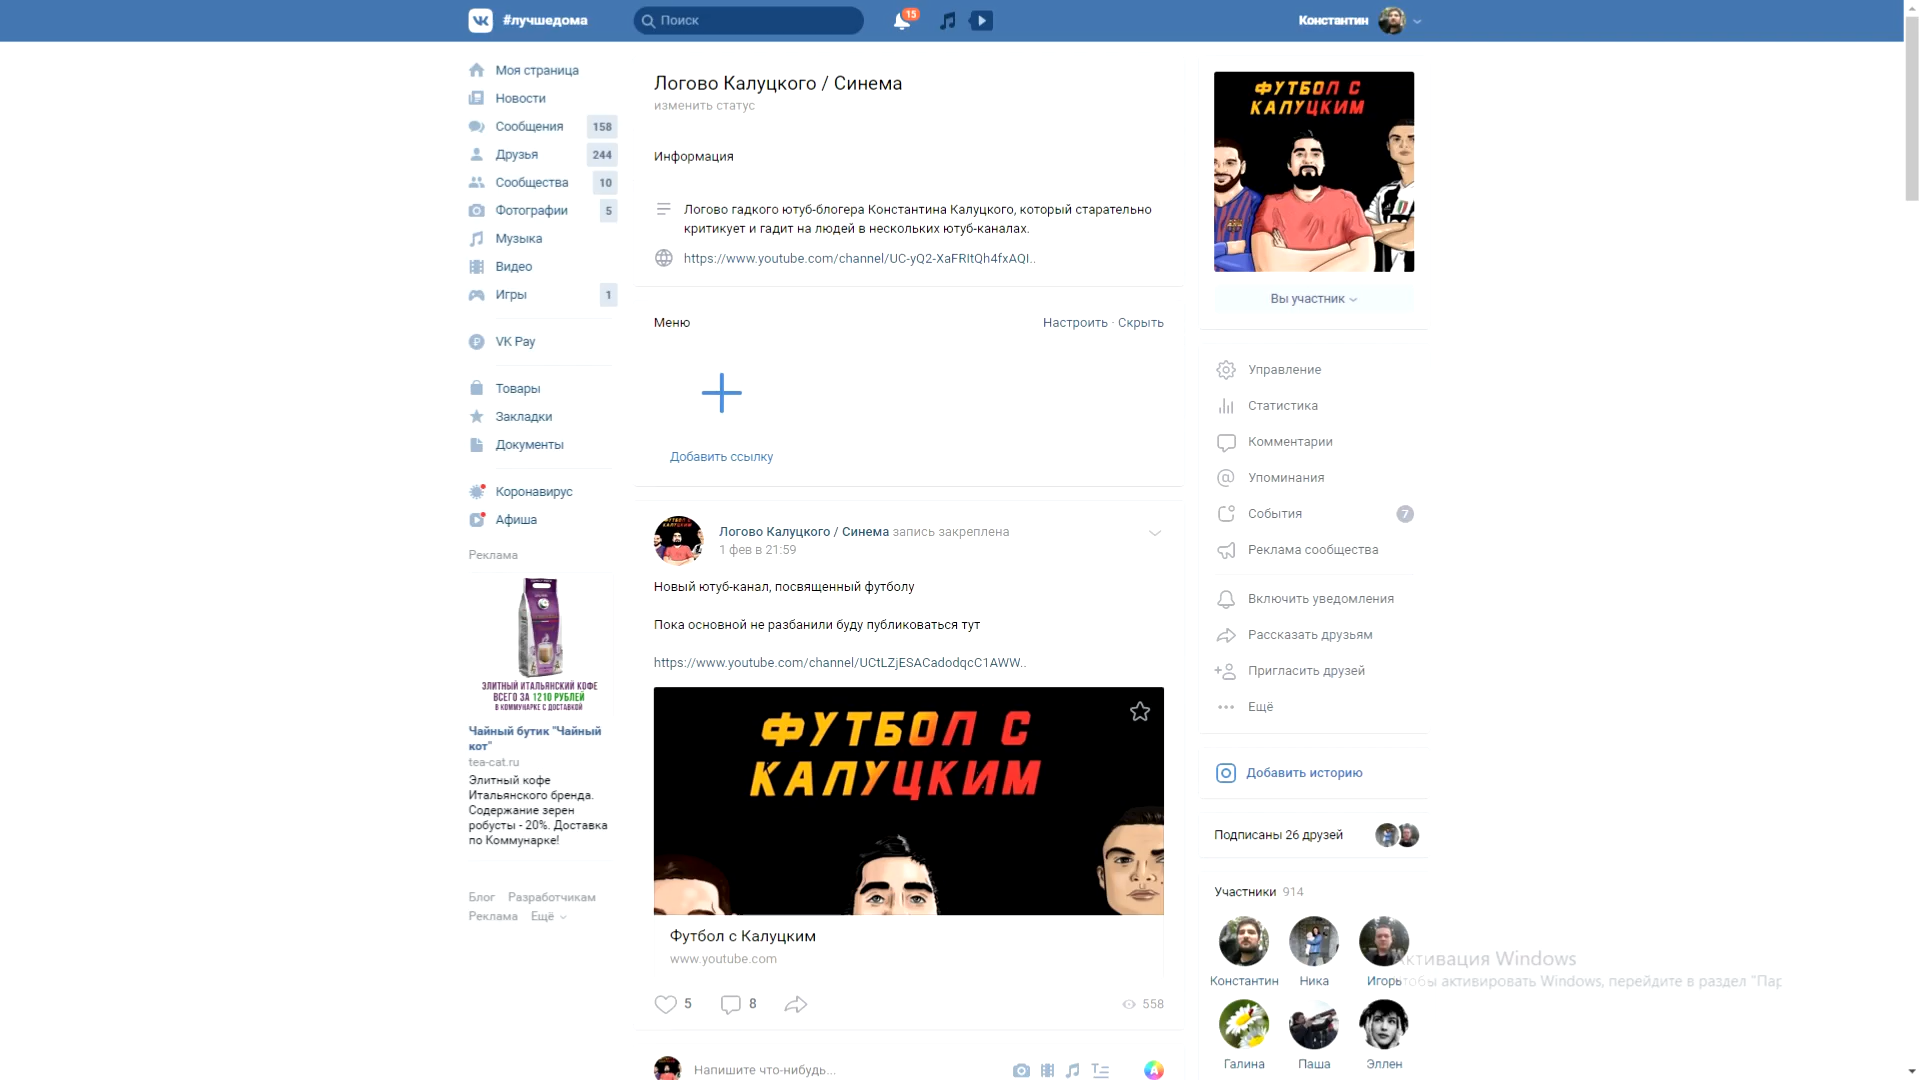 #лучшедома
Поиск
15
Константин
Моя страница
Новости
Сообщения 158
Друзья 244
Сообщества 10
Фотографии 5
Музыка
Видео
Игры 1
VK Pay
Товары
Закладки
Документы
Коронавирус
Афиша
Реклама
ЭЛИТНЫЙ ИТАЛЬЯНСКИЙ КОФЕ
ВСЕГО ЗА 1210 РУБЛЕЙ
В КОММУНАРКЕ С ДОСТАВКОЙ
Чайный бутик "Чайный
кот"
tea-cat.ru
Элитный кофе
Итальянского бренда.
Содержание зерен
робусты - 20%. Доставка
по Коммунарке!
Блог Разработчикам
Реклама Ещё
Логово Калуцкого / Синема
изменить статус
Информация
Логово гадкого ютуб-блогера Константина Калуцкого, который старательно
критикует и гадит на людей в нескольких ютуб-каналах.
https://www.youtube.com/channel/UC-yQ2-XaFRItQh4fxAQI..
Меню
Настроить · Скрыть
Добавить ссылку
Логово Калуцкого / Синема запись закреплена
1 фев в 21:59
Новый ютуб-канал, посвященный футболу
Пока основной не разбанили буду публиковаться тут
https://www.youtube.com/channel/UCtLZjESACadodqcC1AWW..
ФУТБОЛ С
КАЛУЦКИМ
Футбол с Калуцким
www.youtube.com
5 8 558
Напишите что-нибудь...
ФУТБОЛ С
КАЛУЦКИМ
Вы участник
Управление
Статистика
Комментарии
Упоминания
События 7
Реклама сообщества
Включить уведомления
Рассказать друзьям
Пригласить друзей
Ещё
Добавить историю
Подписаны 26 друзей
Участники 914
Константин Ника Игорь
Галина Паша Эллен
Активация Windows
Чтобы активировать Windows, перейдите в раздел "Пар